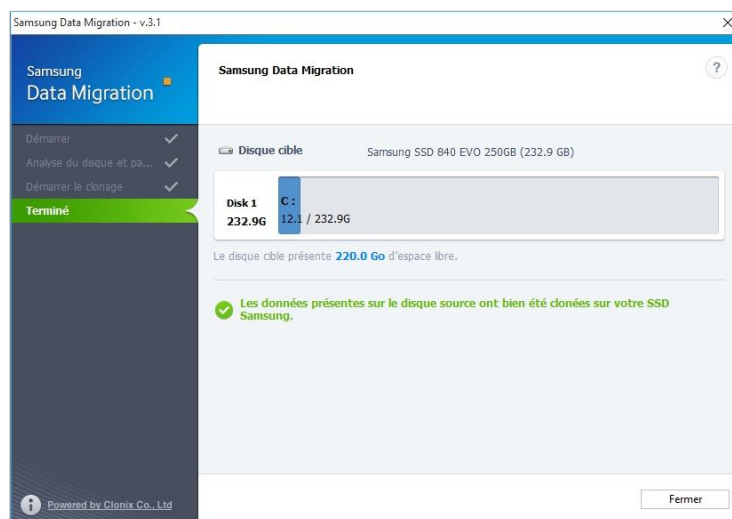 Samsung Data Migration - v.3.1
Samsung
Data Migration
Démarrer
Analyse du disque et pa...
Démarrer le clonage
Terminé
Powered by Clonix Co., Ltd
Samsung Data Migration
?
Disque cible
Samsung SSD 840 EVO 250GB (232.9 GB)
Disk 1
232.9G
C :
12.1 / 232.9G
Le disque cible présente 220.0 Go d'espace libre.
Les données présentes sur le disque source ont bien été clonées sur votre SSD
Samsung.
Fermer